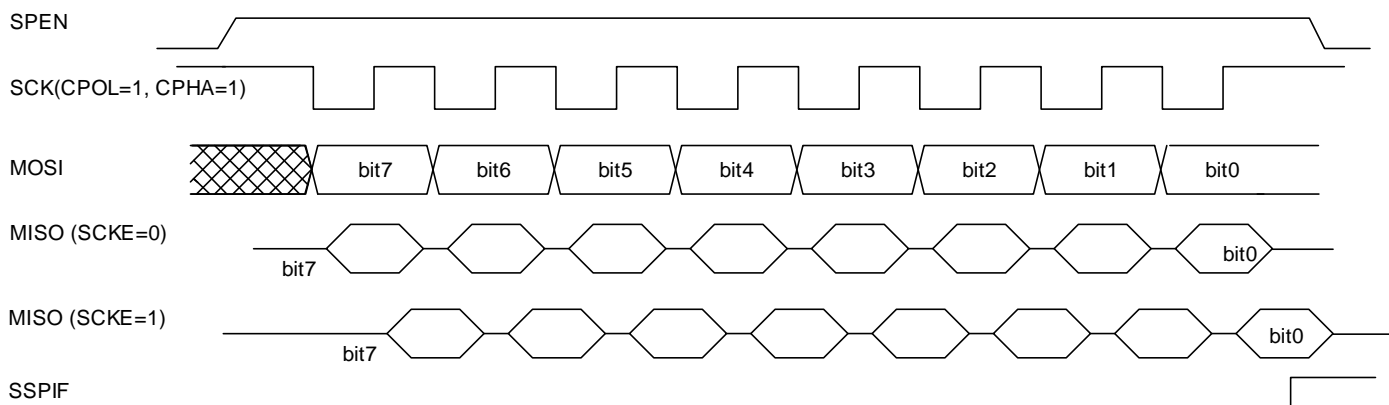 SPEN
SCK(CPOL=1, CPHA=1)
MOSI bit7 bit6 bit5 bit4 bit3 bit2 bit1 bit0
MISO (SCKE=0)
bit7 bit0
MISO (SCKE=1)
bit7 bit0
SSPIF